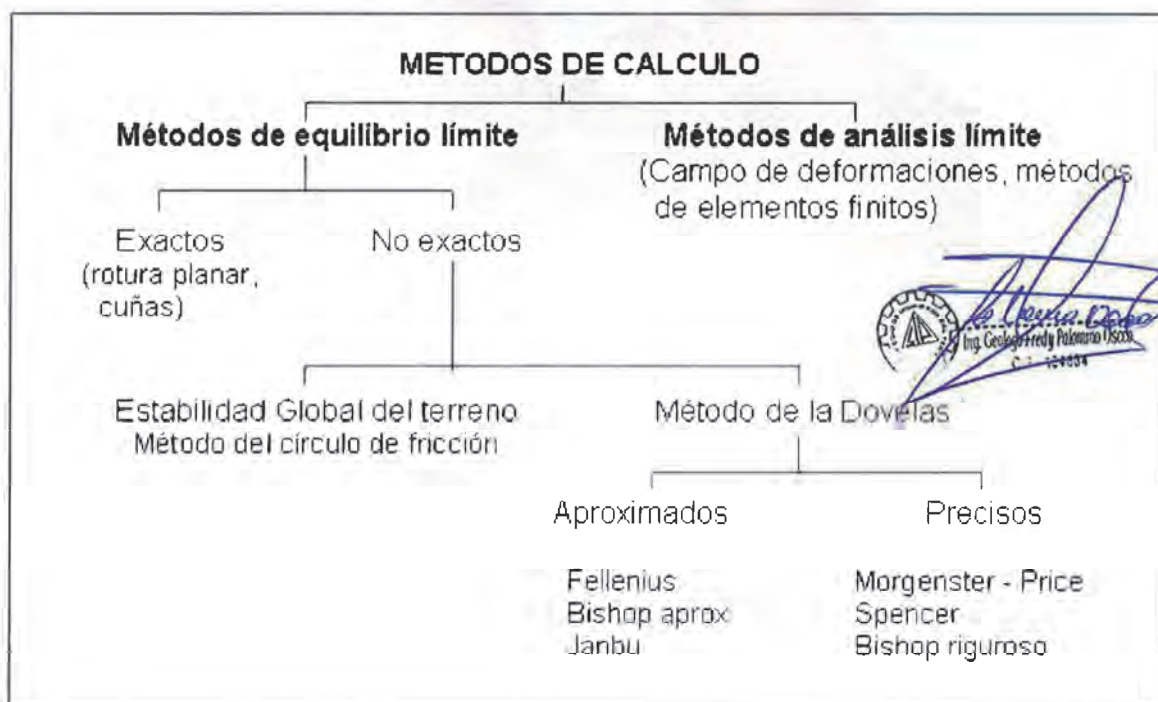 METODOS DE CALCULO
Métodos de equilibrio límite
Métodos de análisis límite
(Campo de deformaciones, métodos
de elementos finitos)
Exactos
(rotura planar,
cuñas)
No exactos
Ing. Geólogo Fredy
Estabilidad Global del terreno
Método del círculo de fricción
Método de la Dovelas
Aproximados
Precisos
Fellenius
Bishop aprox
Janbu
Morgenster - Price
Spencer
Bishop riguroso